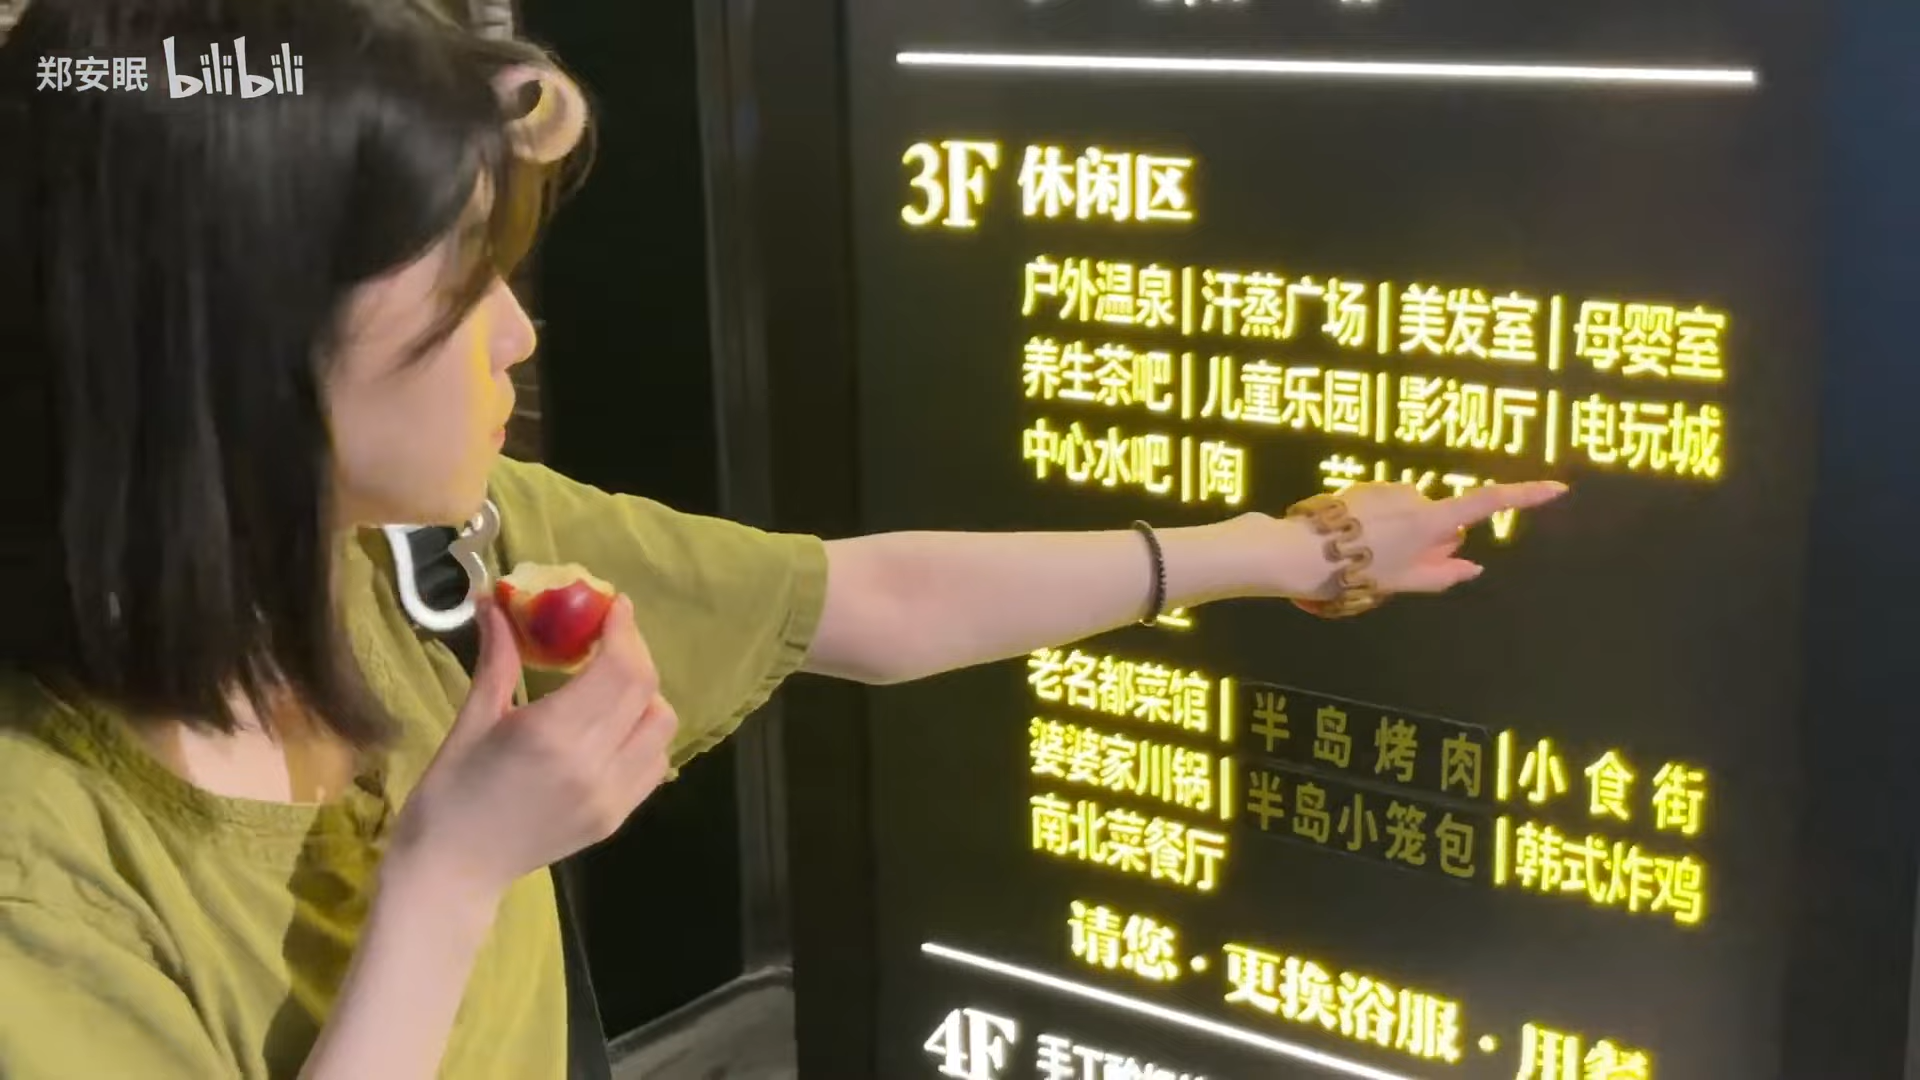 郑安眠 bilibili
3F 休闲区
户外温泉|汗蒸广场|美发室|母婴室
养生茶吧|儿童乐园|影视厅|电玩城
中心水吧|陶 艺|KTV
老名都菜馆|半岛烤肉|小食街
婆婆家川锅|半岛小笼包|韩式炸鸡
南北菜餐厅
请您·更换浴服·用餐
4F 手工